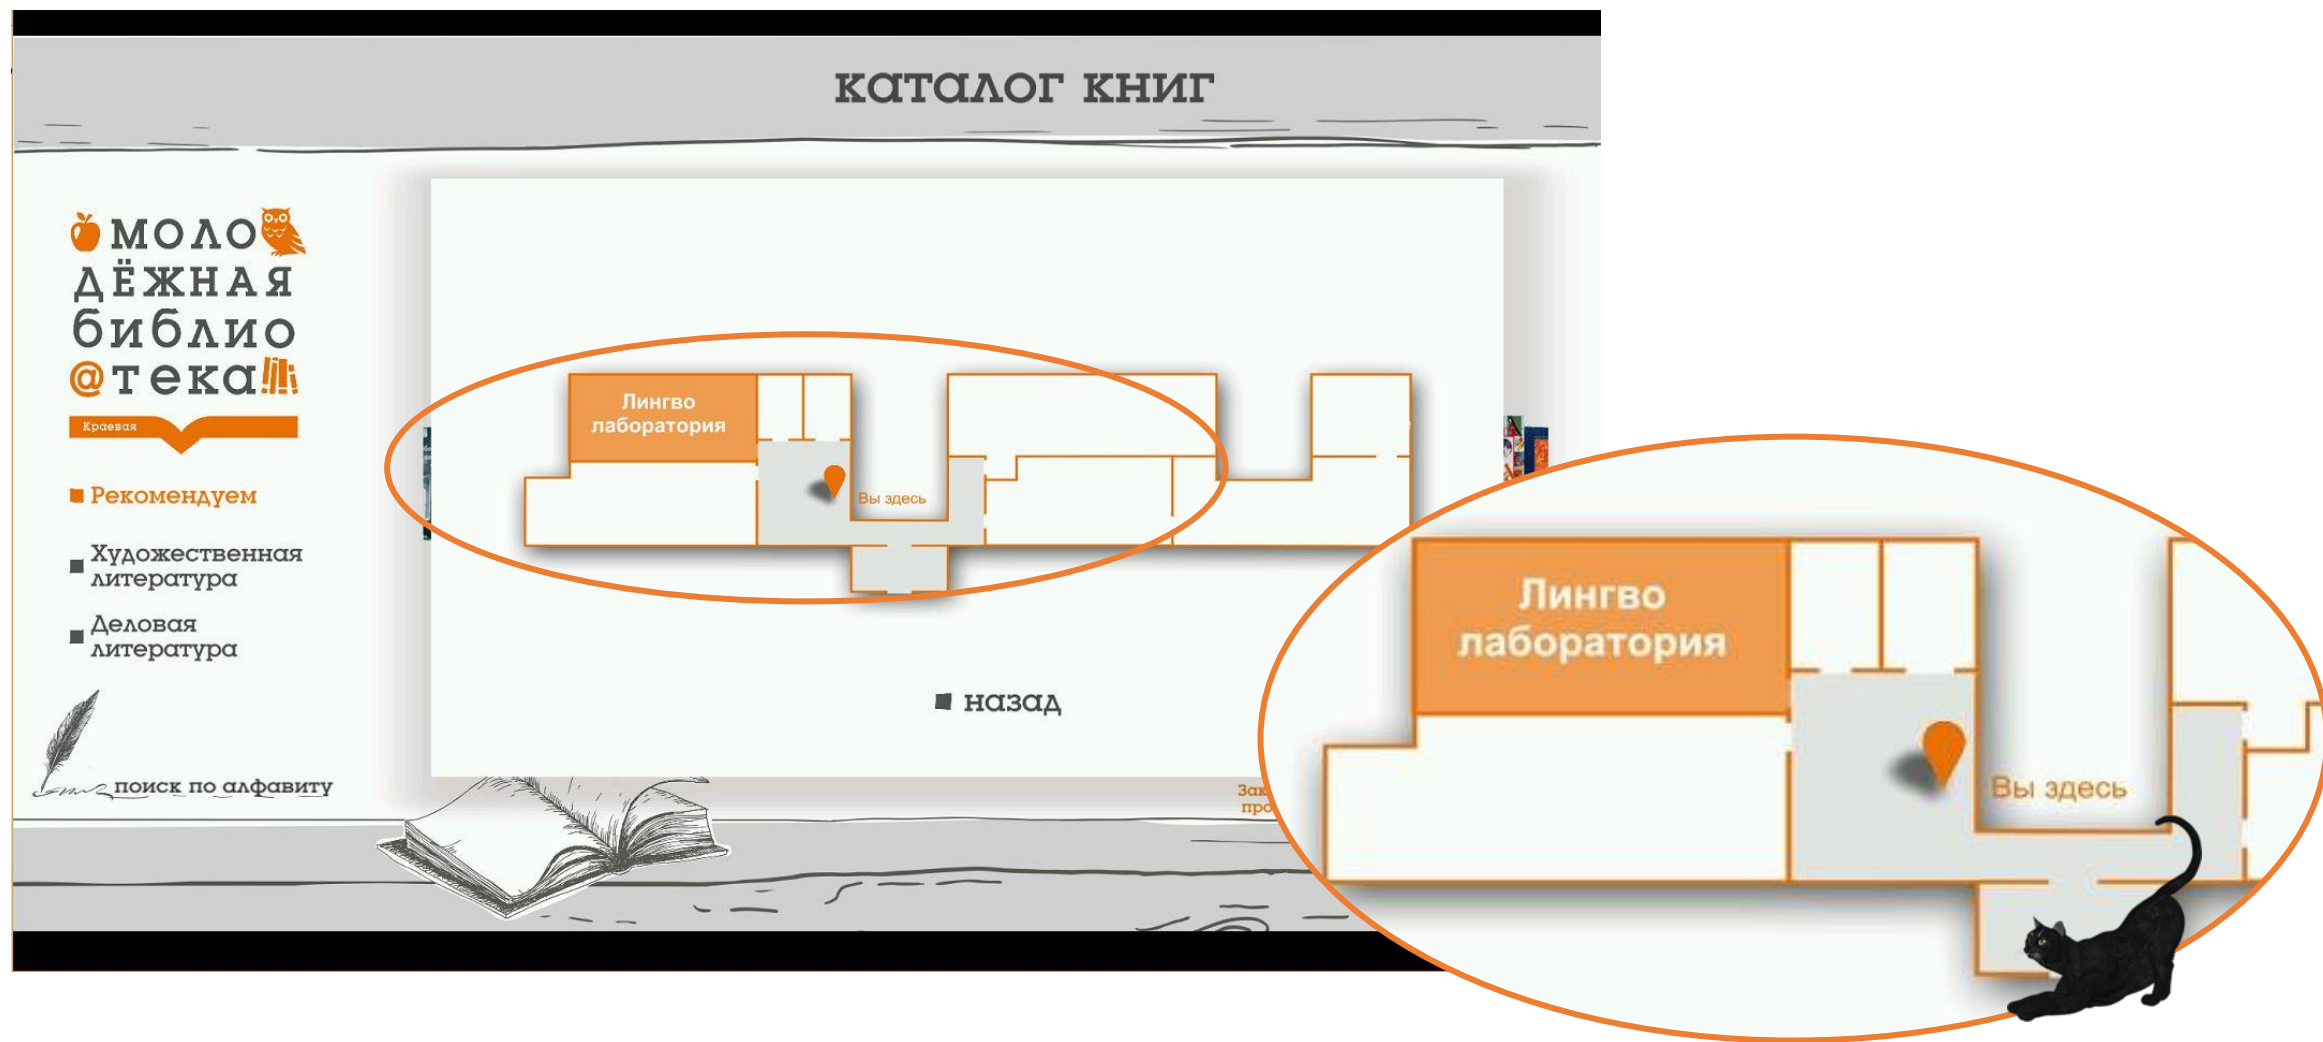 каталог книг
моло
дёжная
библио
@тека
Краевая
Рекомендуем
Художественная
литература
Деловая
литература
поиск по алфавиту
Лингво
лаборатория
Вы здесь
назад
Лингво
лаборатория
Вы здесь